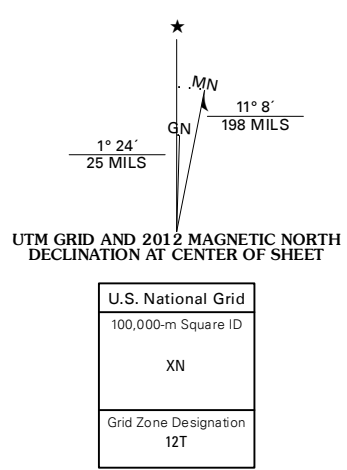 ★
MN
11° 8´
198 MILS
GN
1° 24´
25 MILS
UTM GRID AND 2012 MAGNETIC NORTH
DECLINATION AT CENTER OF SHEET
U.S. National Grid
100,000-m Square ID
XN
Grid Zone Designation
12T